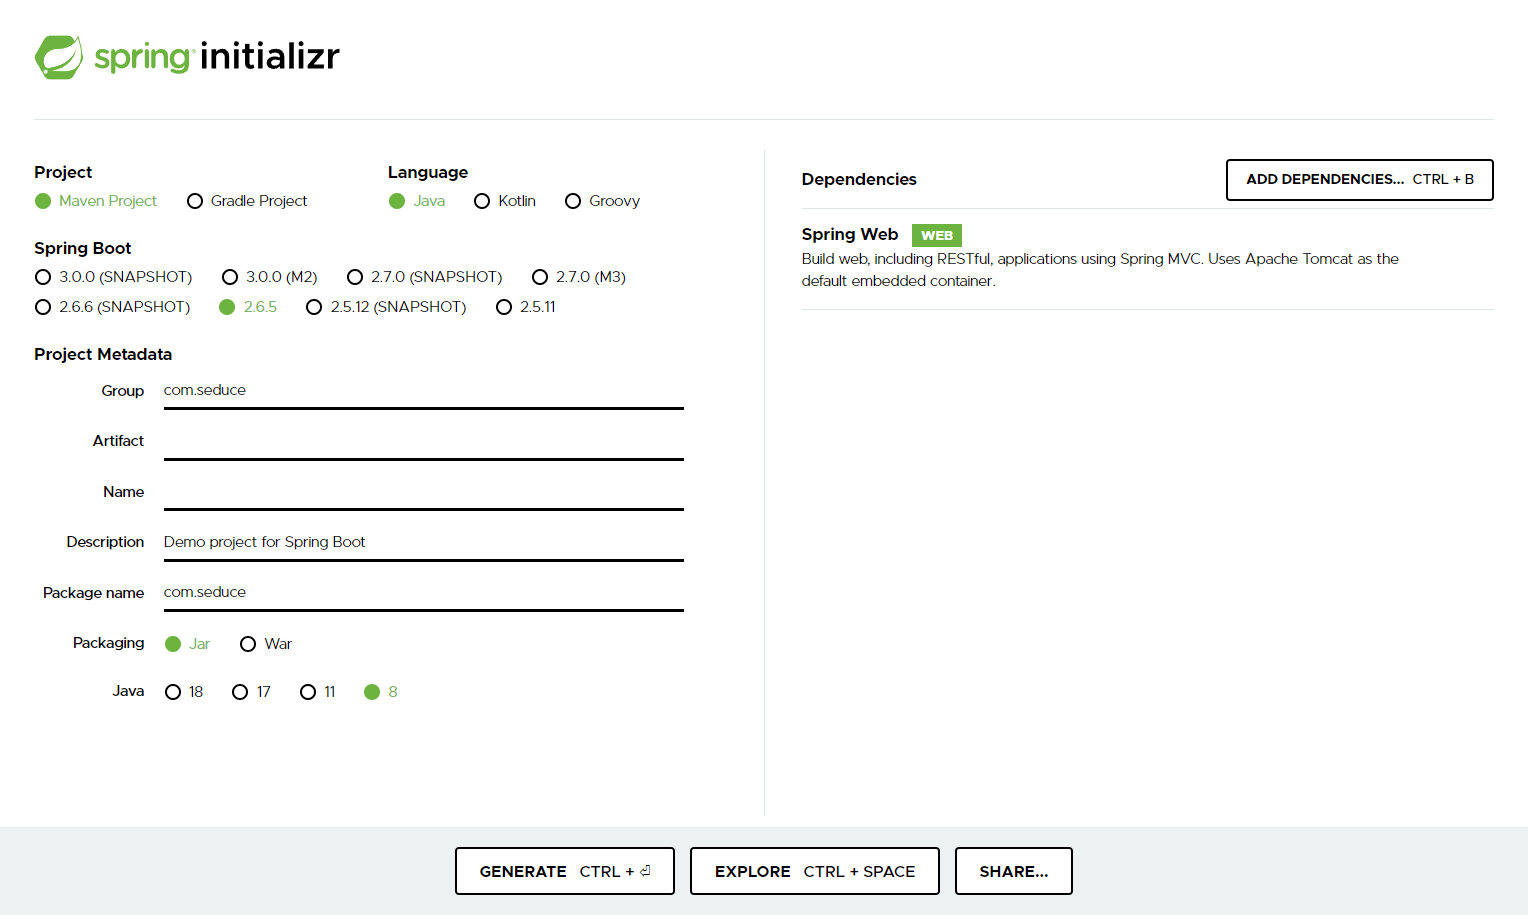 spring initializr
Project
Maven Project Gradle Project
Language
Java Kotlin Groovy
Spring Boot
3.0.0 (SNAPSHOT) 3.0.0 (M2) 2.7.0 (SNAPSHOT) 2.7.0 (M3)
2.6.6 (SNAPSHOT) 2.6.5 2.5.12 (SNAPSHOT) 2.5.11
Project Metadata
Group com.seduce
Artifact
Name
Description Demo project for Spring Boot
Package name com.seduce
Packaging Jar War
Java 18 17 11 8
Dependencies
ADD DEPENDENCIES... CTRL + B
Spring Web WEB
Build web, including RESTful, applications using Spring MVC. Uses Apache Tomcat as the
default embedded container.
GENERATE CTRL + ⏎
EXPLORE CTRL + SPACE
SHARE...